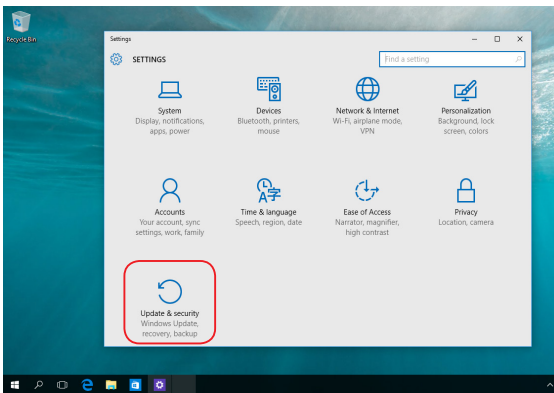 Recycle Bin
Settings
SETTINGS
Find a setting
System
Display, notifications,
apps, power
Devices
Bluetooth, printers,
mouse
Network & Internet
Wi-Fi, airplane mode,
VPN
Personalization
Background, lock
screen, colors
Accounts
Your account, sync
settings, work, family
Time & language
Speech, region, date
Ease of Access
Narrator, magnifier,
high contrast
Privacy
Location, camera
Update & security
Windows Update,
recovery, backup